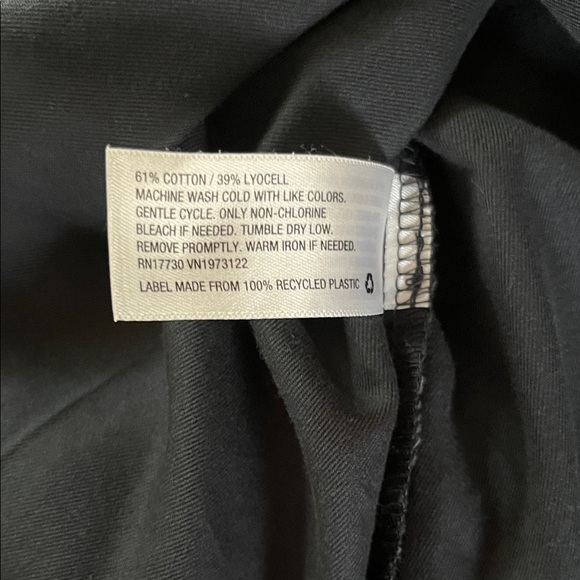 61% COTTON / 39% LYOCELL
MACHINE WASH COLD WITH LIKE COLORS.
GENTLE CYCLE. ONLY NON-CHLORINE
BLEACH IF NEEDED. TUMBLE DRY LOW.
REMOVE PROMPTLY. WARM IRON IF NEEDED.
RN17730 VN1973122
LABEL MADE FROM 100% RECYCLED PLASTIC